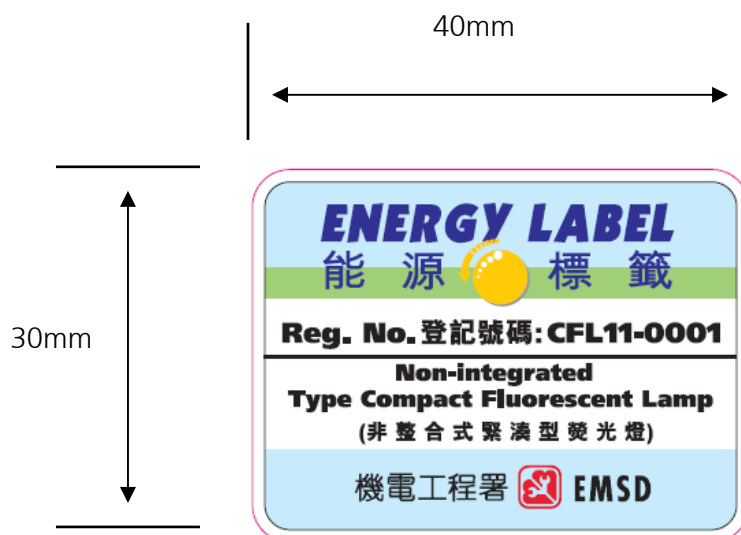 40mm
30mm
ENERGY LABEL
能源標籤
Reg. No.登記號碼:CFL11-0001
Non-integrated
Type Compact Fluorescent Lamp
(非整合式緊湊型熒光燈)
機電工程署 EMSD